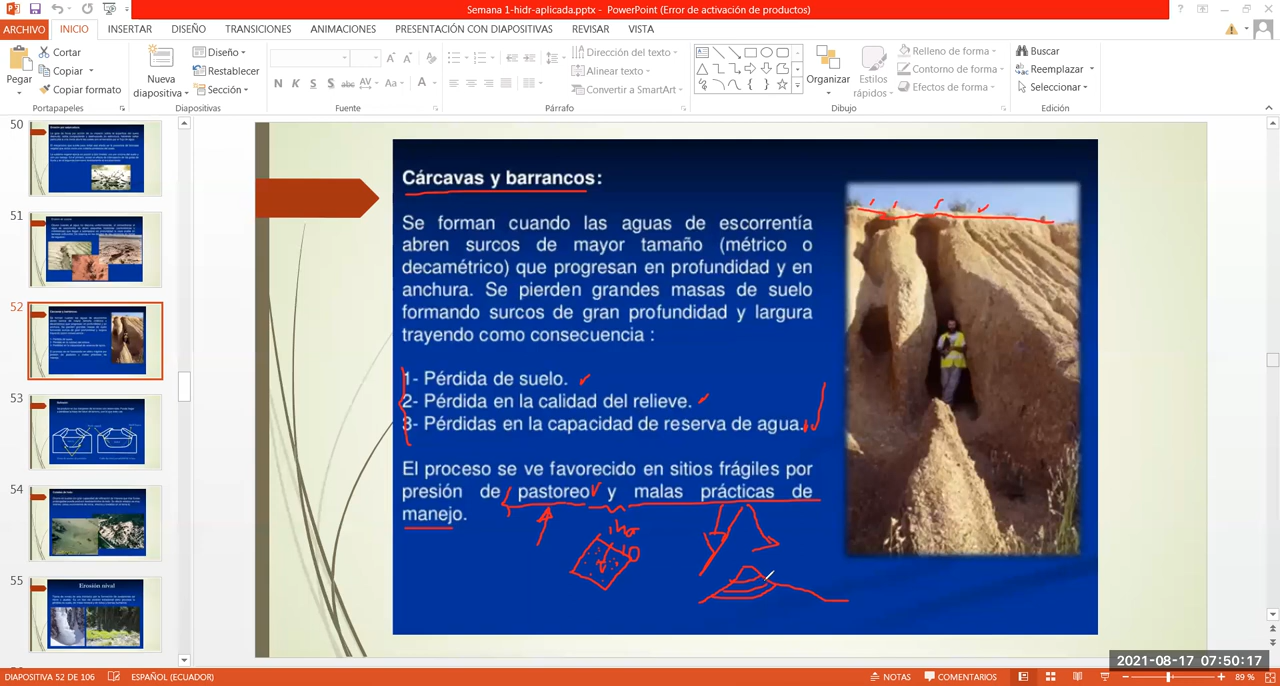 Semana 1-hidr-aplicada.pptx - PowerPoint (Error de activación de productos)
ARCHIVO INICIO INSERTAR DISEÑO TRANSICIONES ANIMACIONES PRESENTACIÓN CON DIAPOSITIVAS REVISAR VISTA
Pegar
Cortar
Copiar
Copiar formato
Portapapeles
Nueva diapositiva
Diseño
Restablecer
Sección
Diapositivas
N K S S abc AV Aa A
Fuente
Dirección del texto
Alinear texto
Convertir a SmartArt
Párrafo
Organizar
Estilos rápidos
Relleno de forma
Contorno de forma
Efectos de forma
Dibujo
Buscar
Reemplazar
Seleccionar
Edición
50
51
52
53
54
55
Erosión nival
Cárcavas y barrancos:
Se forman cuando las aguas de escorrentía
abren surcos de mayor tamaño (métrico o
decamétrico) que progresan en profundidad y en
anchura. Se pierden grandes masas de suelo
formando surcos de gran profundidad y largura
trayendo como consecuencia :
1- Pérdida de suelo.
2- Pérdida en la calidad del relieve.
3- Pérdidas en la capacidad de reserva de agua.
El proceso se ve favorecido en sitios frágiles por
presión de pastoreo y malas prácticas de
manejo.
1ha
10
2021-08-17 07:50:17
DIAPOSITIVA 52 DE 106 ESPAÑOL (ECUADOR) NOTAS COMENTARIOS 89 %